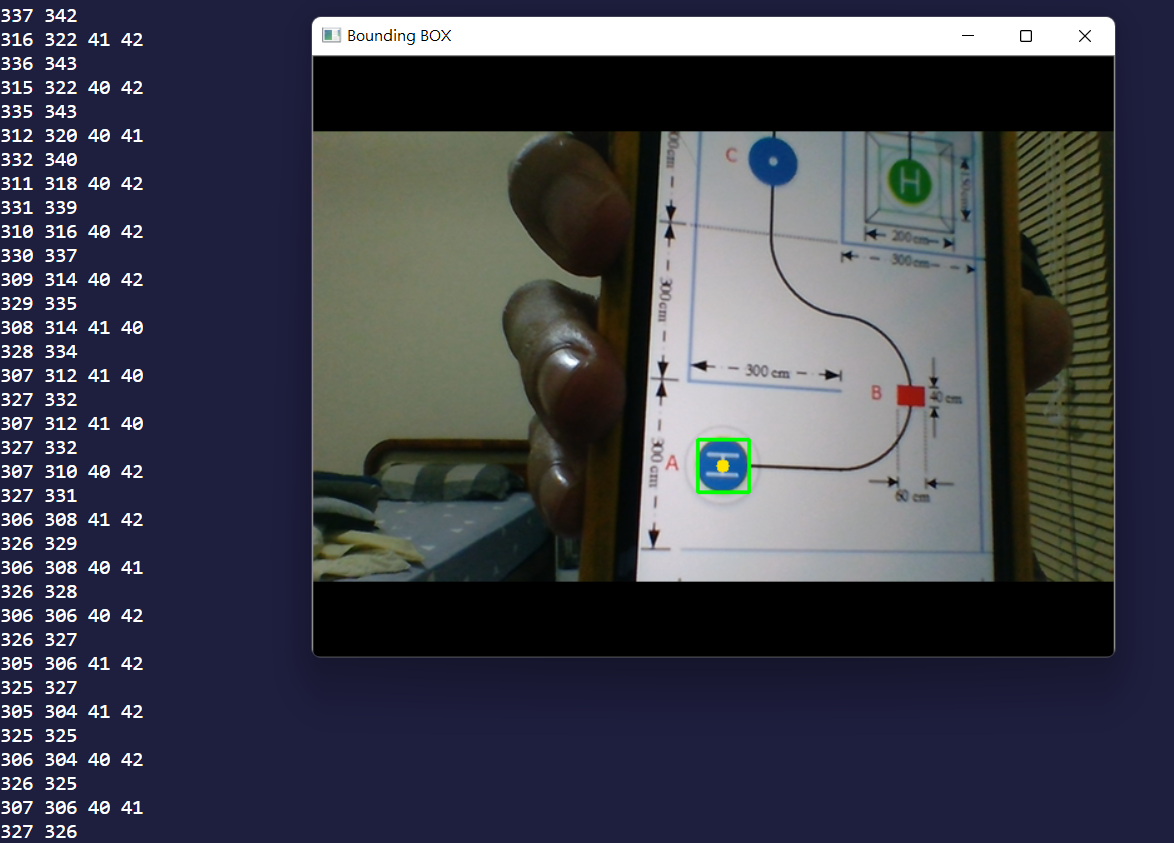 337 342
316 322 41 42
336 343
315 322 40 42
335 343
312 320 40 41
332 340
311 318 40 42
331 339
310 316 40 42
330 337
309 314 40 42
329 335
308 314 41 40
328 334
307 312 41 40
327 332
307 312 41 40
327 332
307 310 40 42
327 331
306 308 41 42
326 329
306 308 40 41
326 328
306 306 40 42
326 327
305 306 41 42
325 327
305 304 41 42
325 325
306 304 40 42
326 325
307 306 40 41
327 326
Bounding BOX
C
H
200 cm
300 cm
300 cm
300 cm
B
40 cm
A
H
300 cm
60 cm